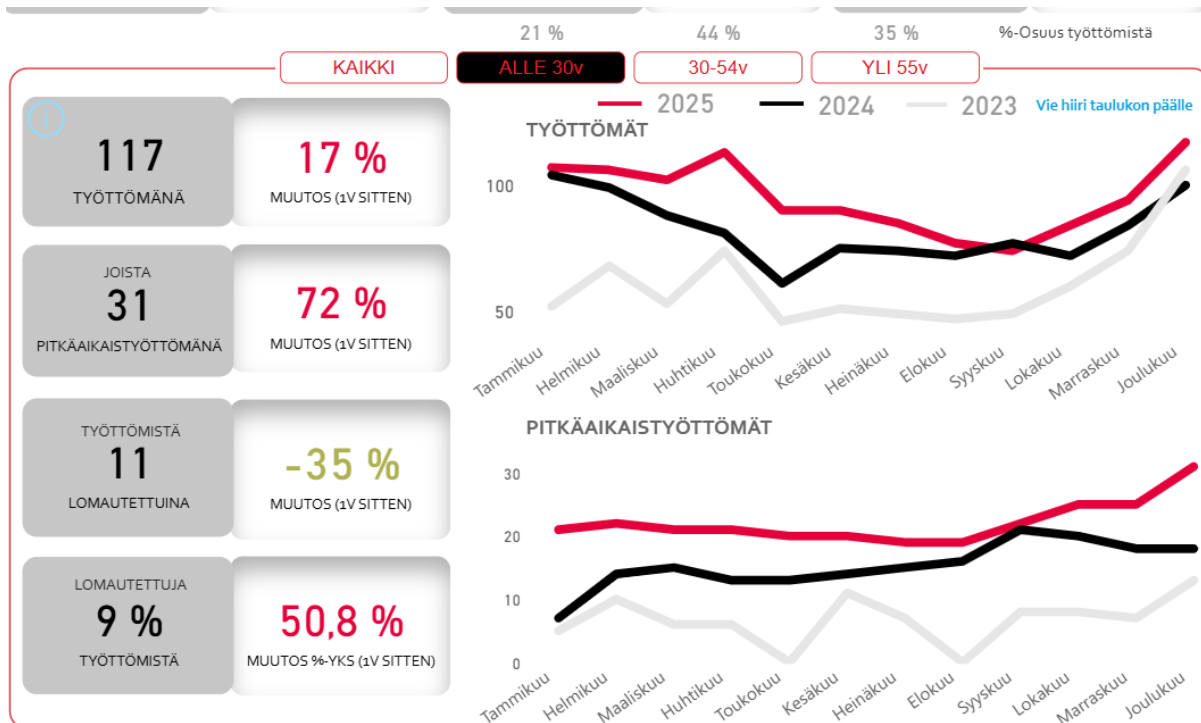 21 % 44 % 35 % %-Osuus työttömistä
KAIKKI ALLE 30v 30-54v YLI 55v
2025 2024 2023 Vie hiiri taulukon päälle
i
117
TYÖTTÖMÄNÄ
17 %
MUUTOS (1V SITTEN)
JOISTA
31
PITKÄAIKAISTYÖTTÖMÄNÄ
72 %
MUUTOS (1V SITTEN)
TYÖTTÖMISTÄ
11
LOMAUTETTUINA
-35 %
MUUTOS (1V SITTEN)
LOMAUTETTUJA
9 %
TYÖTTÖMISTÄ
50,8 %
MUUTOS %-YKS (1V SITTEN)
TYÖTTÖMÄT
100
50
Tammikuu Helmikuu Maaliskuu Huhtikuu Toukokuu Kesäkuu Heinäkuu Elokuu Syyskuu Lokakuu Marraskuu Joulukuu
PITKÄAIKAISTYÖTTÖMÄT
30
20
10
0
Tammikuu Helmikuu Maaliskuu Huhtikuu Toukokuu Kesäkuu Heinäkuu Elokuu Syyskuu Lokakuu Marraskuu Joulukuu